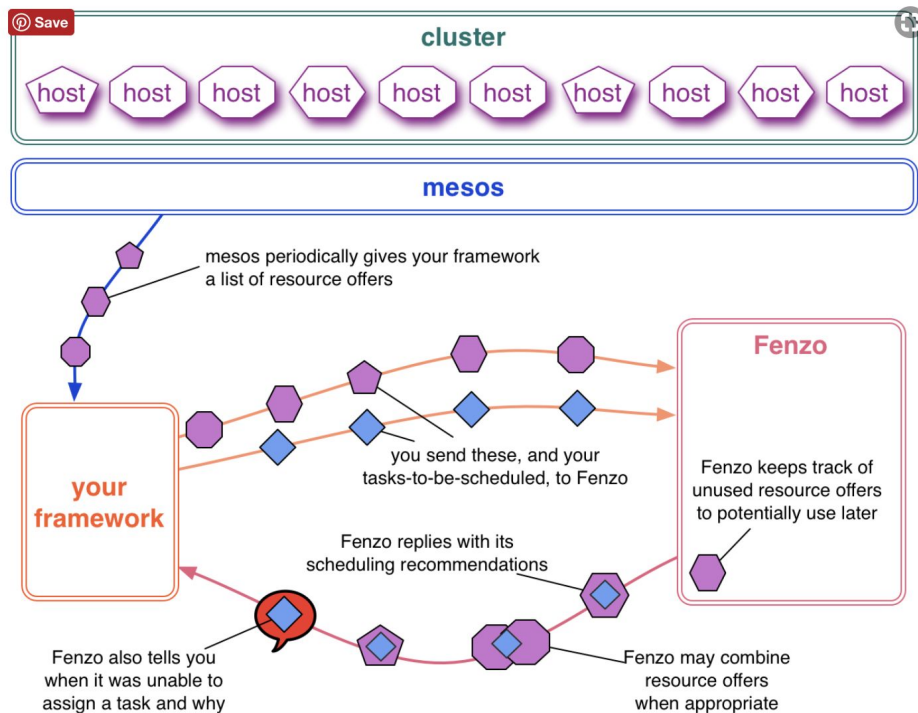 Save
cluster
host host host host host host host host host host
mesos
mesos periodically gives your framework
a list of resource offers
Fenzo
you send these, and your
tasks-to-be-scheduled, to Fenzo
your
framework
Fenzo keeps track of
unused resource offers
to potentially use later
Fenzo replies with its
scheduling recommendations
Fenzo also tells you
when it was unable to
assign a task and why
Fenzo may combine
resource offers
when appropriate